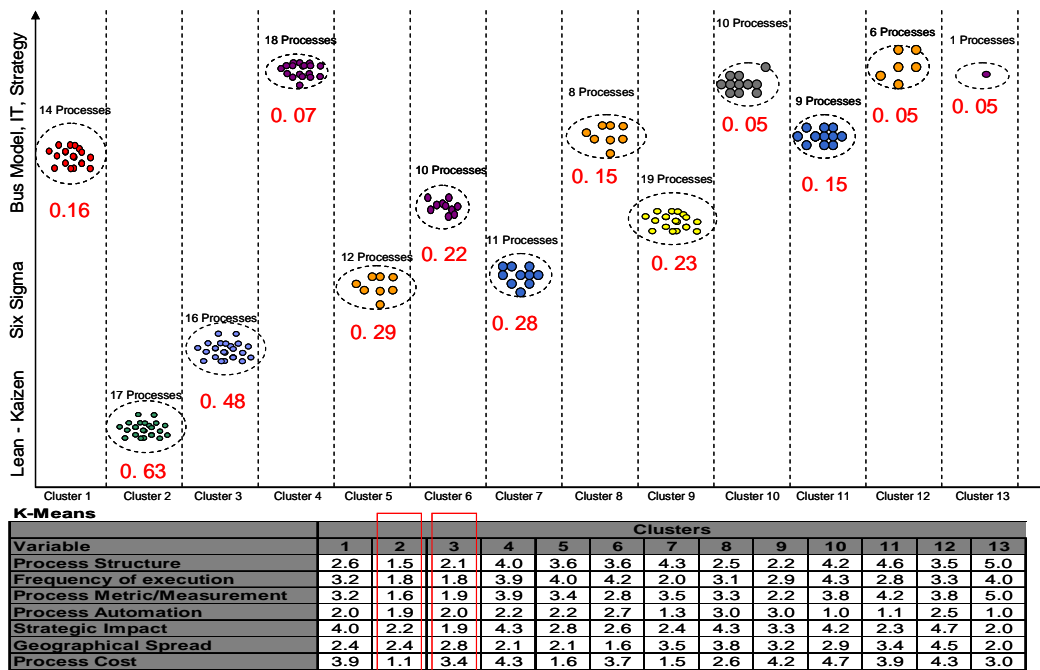 10 Processes
6 Processes
18 Processes
1 Processes
8 Processes
14 Processes
9 Processes
0. 07
0. 05
0. 05
0. 05
10 Processes
19 Processes
0. 15
0. 15
0.16
11 Processes
0. 22
0. 23
12 Processes
16 Processes
0. 29
0. 28
17 Processes
0. 48
0. 63
Bus Model, IT, Strategy
Six Sigma
Lean - Kaizen
Cluster 1 Cluster 2 Cluster 3 Cluster 4 Cluster 5 Cluster 6 Cluster 7 Cluster 8 Cluster 9 Cluster 10 Cluster 11 Cluster 12 Cluster 13
K-Means
Clusters
Variable 1 2 3 4 5 6 7 8 9 10 11 12 13
Process Structure 2.6 1.5 2.1 4.0 3.6 3.6 4.3 2.5 2.2 4.2 4.6 3.5 5.0
Frequency of execution 3.2 1.8 1.8 3.9 4.0 4.2 2.0 3.1 2.9 4.3 2.8 3.3 4.0
Process Metric/Measurement 3.2 1.6 1.9 3.9 3.4 2.8 3.5 3.3 2.2 3.8 4.2 3.8 5.0
Process Automation 2.0 1.9 2.0 2.2 2.2 2.7 1.3 3.0 3.0 1.0 1.1 2.5 1.0
Strategic Impact 4.0 2.2 1.9 4.3 2.8 2.6 2.4 4.3 3.3 4.2 2.3 4.7 2.0
Geographical Spread 2.4 2.4 2.8 2.1 2.1 1.6 3.5 3.8 3.2 2.9 3.4 4.5 2.0
Process Cost 3.9 1.1 3.4 4.3 1.6 3.7 1.5 2.6 4.2 4.7 3.9 4.3 3.0